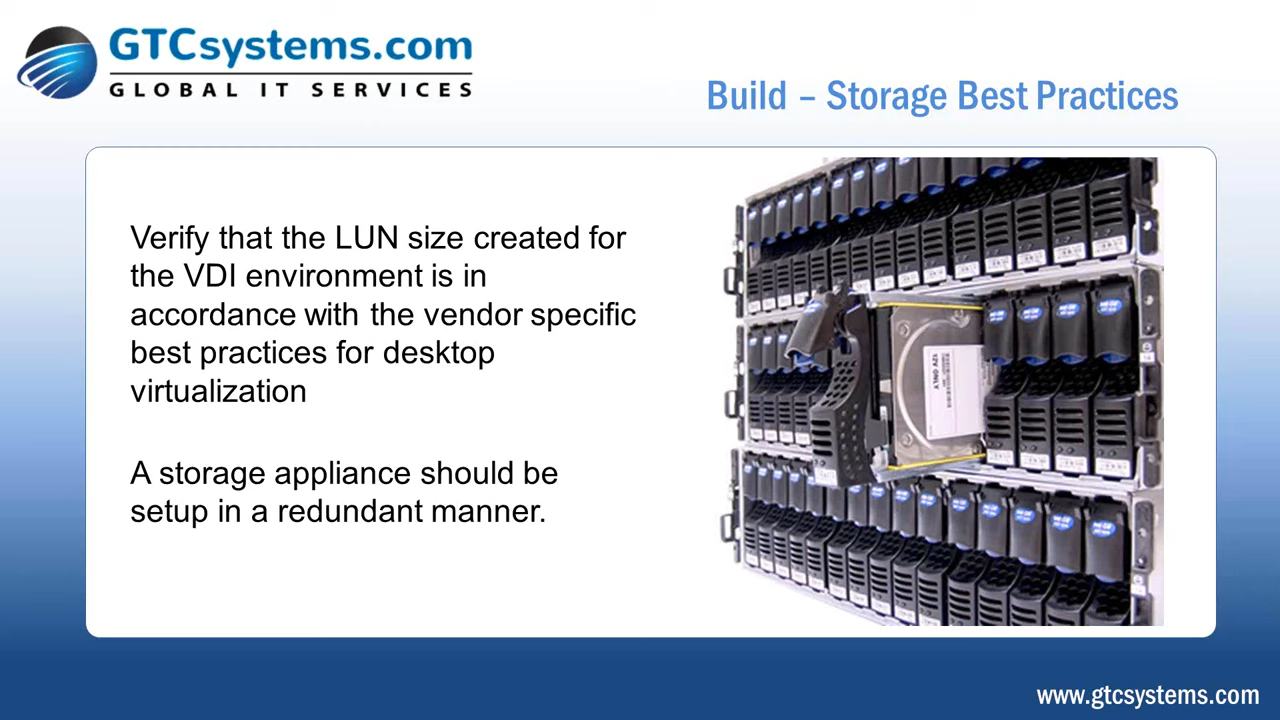 GTCsystems.com
GLOBAL IT SERVICES
Build – Storage Best Practices
Verify that the LUN size created for
the VDI environment is in
accordance with the vendor specific
best practices for desktop
virtualization
A storage appliance should be
setup in a redundant manner.
12V ONLY
www.gtcsystems.com